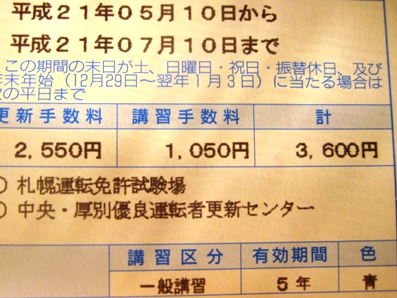 平成21年05月10日から
平成21年07月10日まで
この期間の末日が土、日曜日・祝日・振替休日、及び
年末年始(12月29日〜翌年1月3日)に当たる場合は
次の平日まで
更新手数料 講習手数料 計
2,550円 1,050円 3,600円
札幌運転免許試験場
中央・厚別優良運転者更新センター
講習区分 有効期間 色
一般講習 5年 青